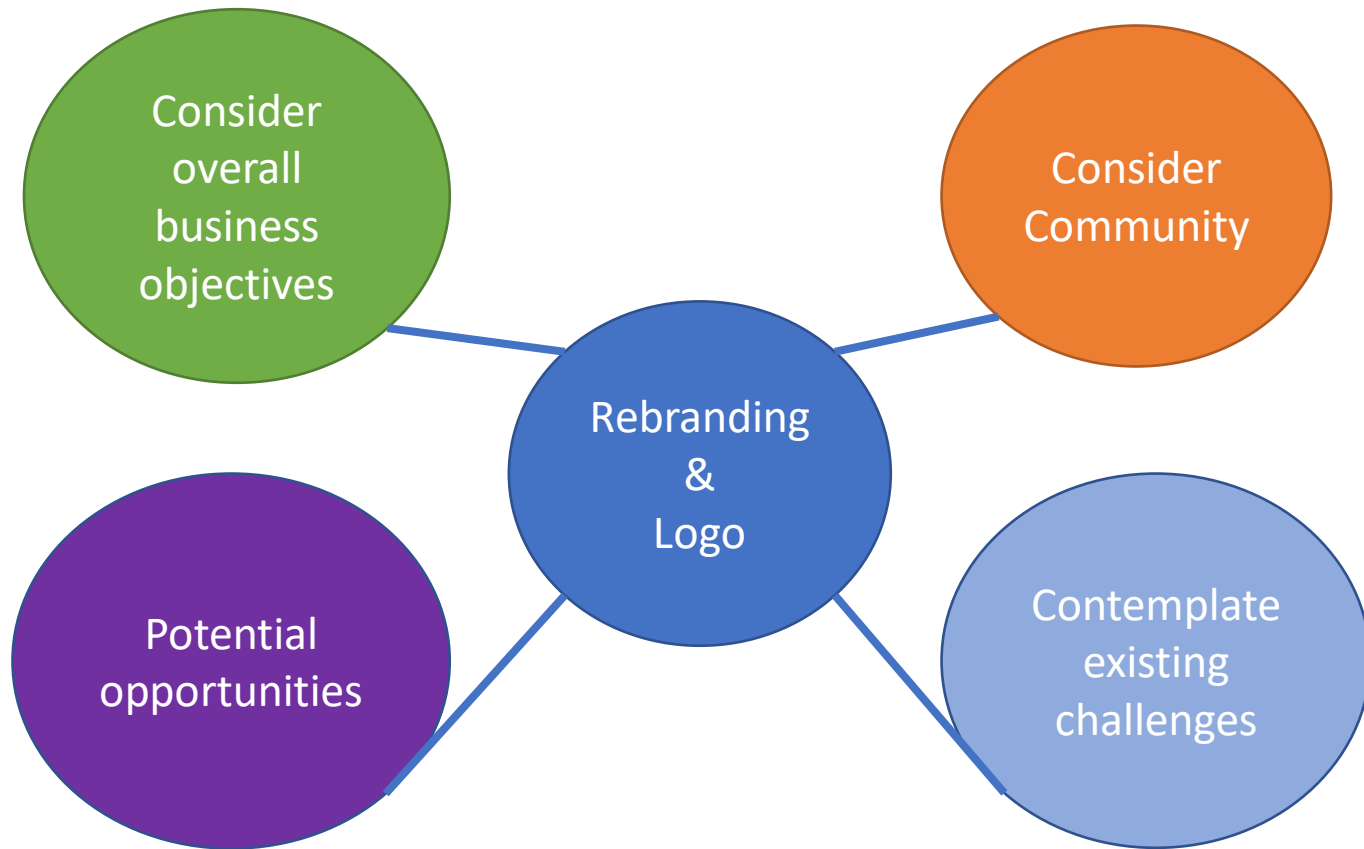 Consider
overall
business
objectives
Consider
Community
Rebranding
&
Logo
Potential
opportunities
Contemplate
existing
challenges